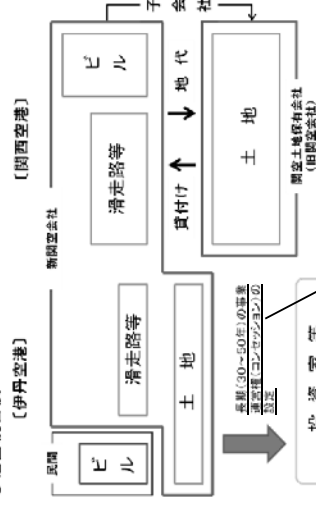 〔伊丹空港〕
〔関西空港〕
新関空会社
民間
ビル
滑走路等
土地
滑走路等
ビル
貸付け
地代
子会社
土地
関空土地保有会社
(旧関空会社)
長期(30～50年)の事業
運営権(コンセッション)の
設定